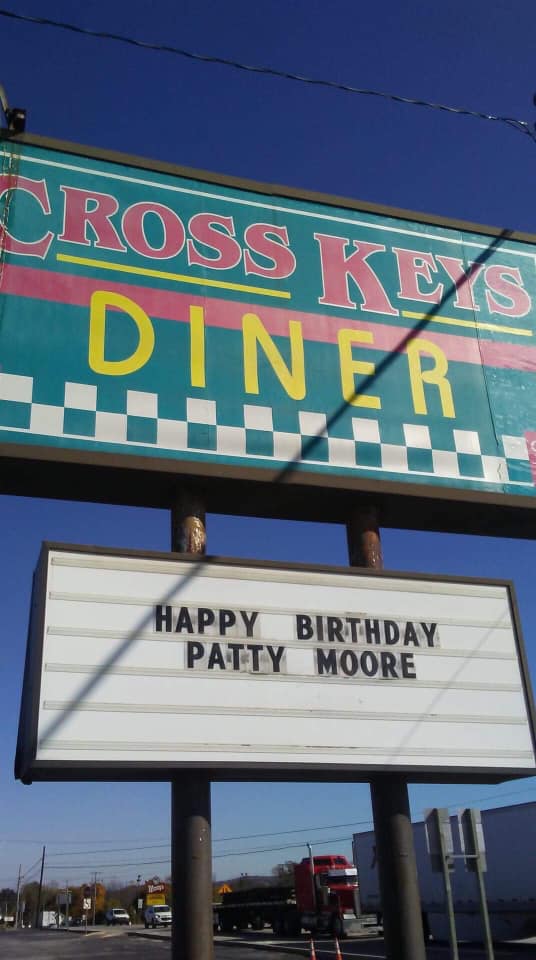 CROSS KEYS
DINER
HAPPY BIRTHDAY
PATTY MOORE